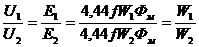 U₁/U₂ = E₁/E₂ = 4,44fW₁Φₘ/4,44fW₂Φₘ = W₁/W₂